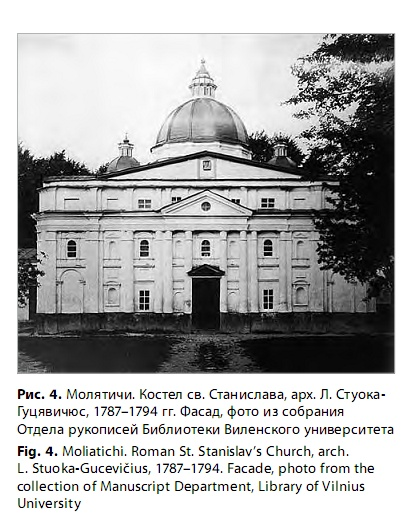 Рис. 4. Молятичи. Костел св. Станислава, арх. Л. Стуока-
Гуцявичюс, 1787–1794 гг. Фасад, фото из собрания
Отдела рукописей Библиотеки Виленского университета
Fig. 4. Moliatichi. Roman St. Stanislav's Church, arch.
L. Stuoka-Gucevičius, 1787–1794. Facade, photo from the
collection of Manuscript Department, Library of Vilnius
University